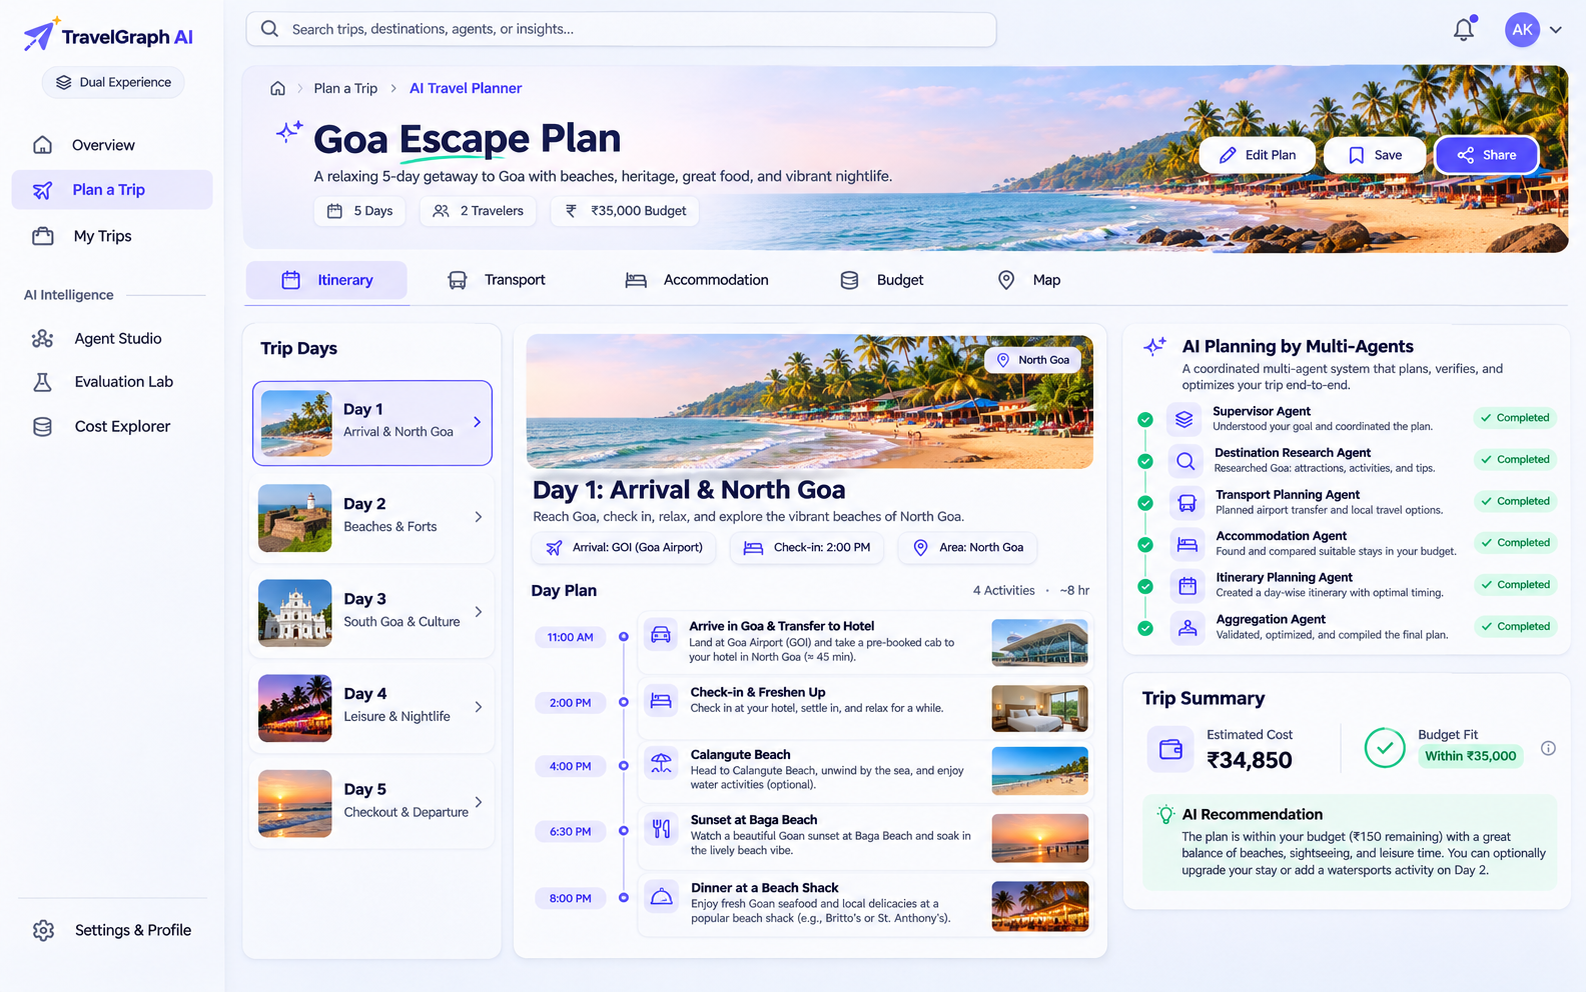 TravelGraph AI
Dual Experience
Overview
Plan a Trip
My Trips
AI Intelligence
Agent Studio
Evaluation Lab
Cost Explorer
Settings & Profile
Search trips, destinations, agents, or insights...
AK
Plan a Trip > AI Travel Planner
Goa Escape Plan
A relaxing 5-day getaway to Goa with beaches, heritage, great food, and vibrant nightlife.
5 Days
2 Travelers
₹ ₹35,000 Budget
Edit Plan
Save
Share
Itinerary
Transport
Accommodation
Budget
Map
Trip Days
Day 1
Arrival & North Goa
Day 2
Beaches & Forts
Day 3
South Goa & Culture
Day 4
Leisure & Nightlife
Day 5
Checkout & Departure
North Goa
Day 1: Arrival & North Goa
Reach Goa, check in, relax, and explore the vibrant beaches of North Goa.
Arrival: GOI (Goa Airport)
Check-in: 2:00 PM
Area: North Goa
Day Plan
4 Activities · ~8 hr
11:00 AM
Arrive in Goa & Transfer to Hotel
Land at Goa Airport (GOI) and take a pre-booked cab to
your hotel in North Goa (≈ 45 min).
2:00 PM
Check-in & Freshen Up
Check in at your hotel, settle in, and relax for a while.
4:00 PM
Calangute Beach
Head to Calangute Beach, unwind by the sea, and enjoy
water activities (optional).
6:30 PM
Sunset at Baga Beach
Watch a beautiful Goan sunset at Baga Beach and soak in
the lively beach vibe.
8:00 PM
Dinner at a Beach Shack
Enjoy fresh Goan seafood and local delicacies at a
popular beach shack (e.g., Britto's or St. Anthony's).
AI Planning by Multi-Agents
A coordinated multi-agent system that plans, verifies, and
optimizes your trip end-to-end.
Supervisor Agent
Understood your goal and coordinated the plan.
Completed
Destination Research Agent
Researched Goa: attractions, activities, and tips.
Completed
Transport Planning Agent
Planned airport transfer and local travel options.
Completed
Accommodation Agent
Found and compared suitable stays in your budget.
Completed
Itinerary Planning Agent
Created a day-wise itinerary with optimal timing.
Completed
Aggregation Agent
Validated, optimized, and compiled the final plan.
Completed
Trip Summary
Estimated Cost
₹34,850
Budget Fit
Within ₹35,000
AI Recommendation
The plan is within your budget (₹150 remaining) with a great
balance of beaches, sightseeing, and leisure time. You can optionally
upgrade your stay or add a watersports activity on Day 2.